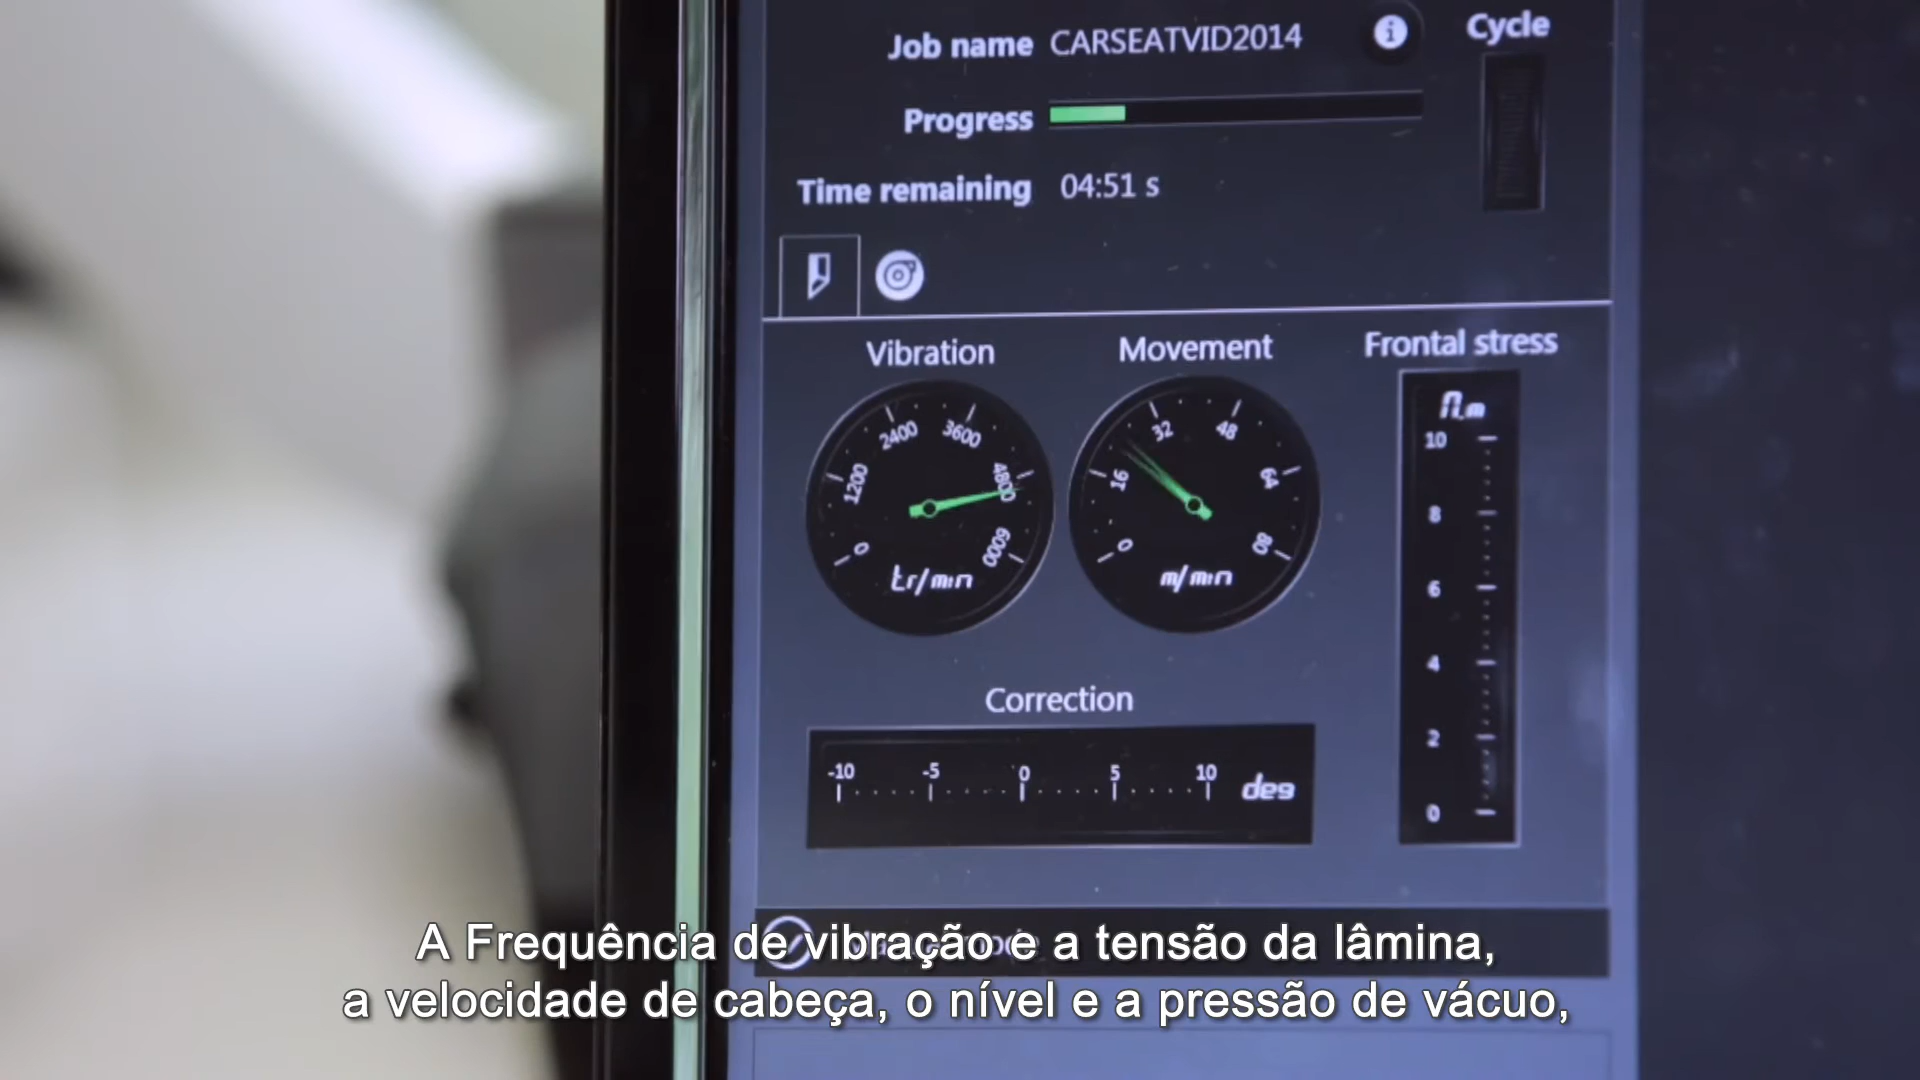 Job name CARSEATVID2014 i Cycle
Progress
Time remaining 04:51 s
Vibration
0 1200 2400 3600 4800 6000
tr/min
Movement
0 16 32 48 64 80
m/min
Frontal stress
N.m
10
8
6
4
2
0
Correction
-10 -5 0 5 10 deg
A Frequência de vibração e a tensão da lâmina,
a velocidade de cabeça, o nível e a pressão de vácuo,